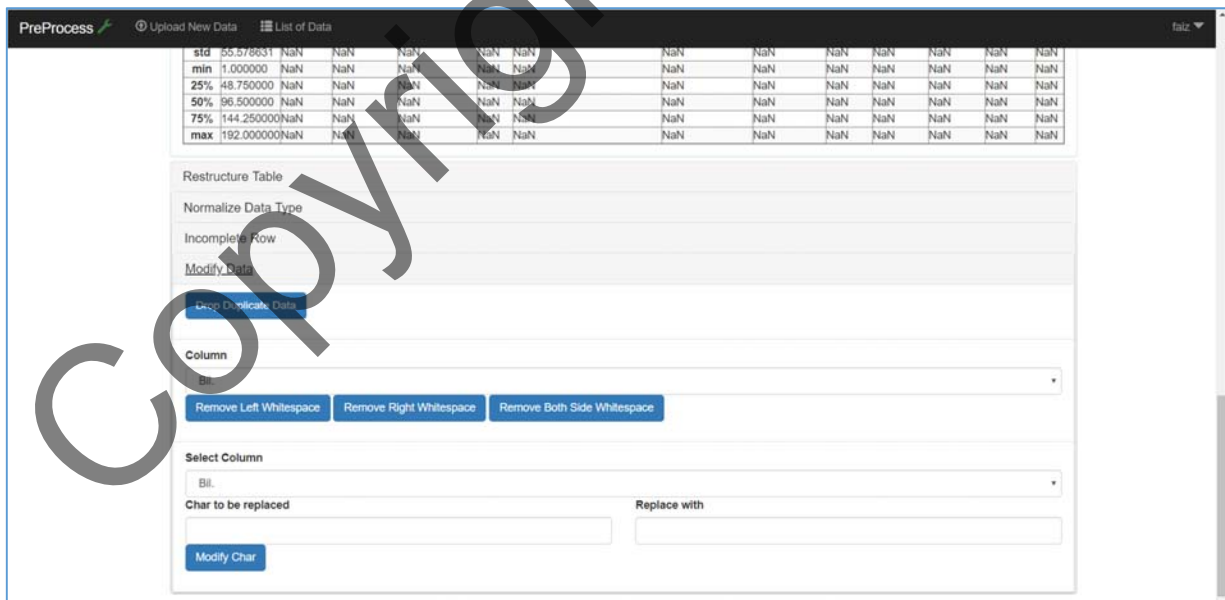 PreProcess Upload New Data List of Data faiz
std 55.578631 NaN NaN NaN NaN NaN NaN NaN NaN NaN NaN NaN NaN
min 1.000000 NaN NaN NaN NaN NaN NaN NaN NaN NaN NaN NaN NaN
25% 48.750000 NaN NaN NaN NaN NaN NaN NaN NaN NaN NaN NaN NaN
50% 96.500000 NaN NaN NaN NaN NaN NaN NaN NaN NaN NaN NaN NaN
75% 144.250000 NaN NaN NaN NaN NaN NaN NaN NaN NaN NaN NaN NaN
max 192.000000 NaN NaN NaN NaN NaN NaN NaN NaN NaN NaN NaN NaN
Restructure Table
Normalize Data Type
Incomplete Row
Modify Data
Drop Duplicate Data
Column
Bil.
Remove Left Whitespace Remove Right Whitespace Remove Both Side Whitespace
Select Column
Bil.
Char to be replaced Replace with
Modify Char
Copyrig